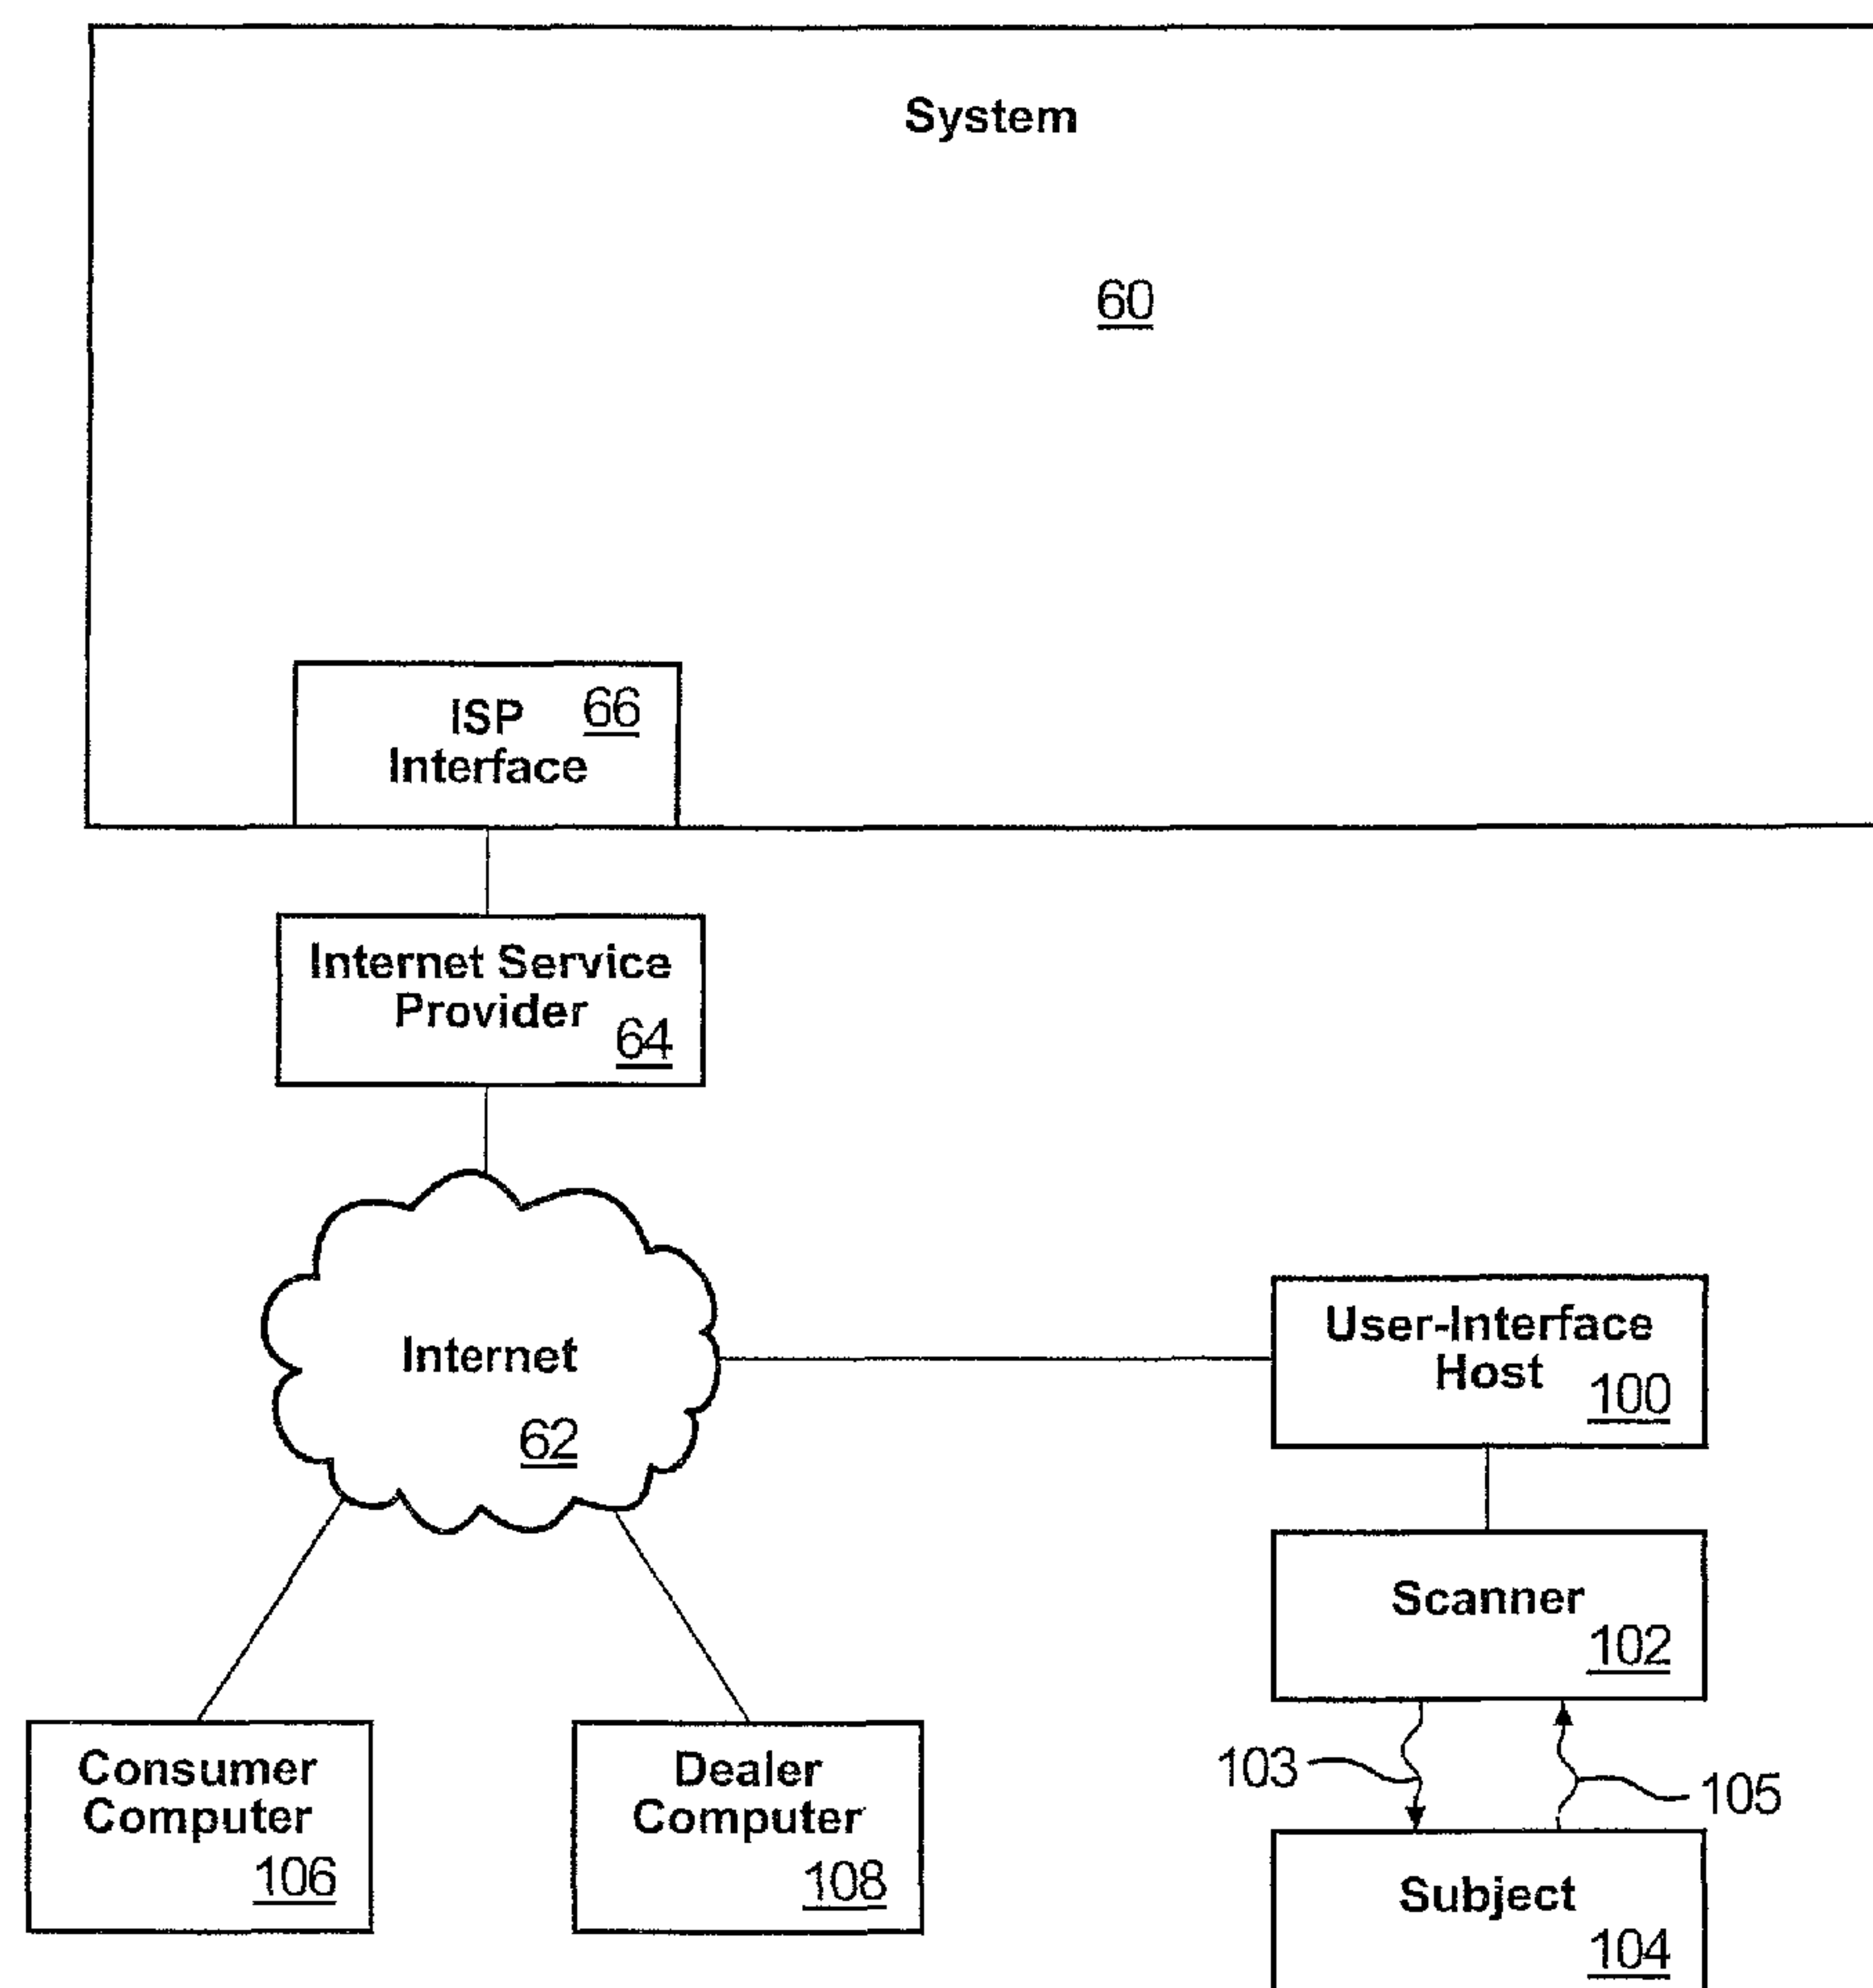 System
60
ISP 66
Interface
Internet Service
Provider
64
Internet
62
User-Interface
Host 100
Scanner
102
103
105
Consumer
Computer
106
Dealer
Computer
108
Subject
104